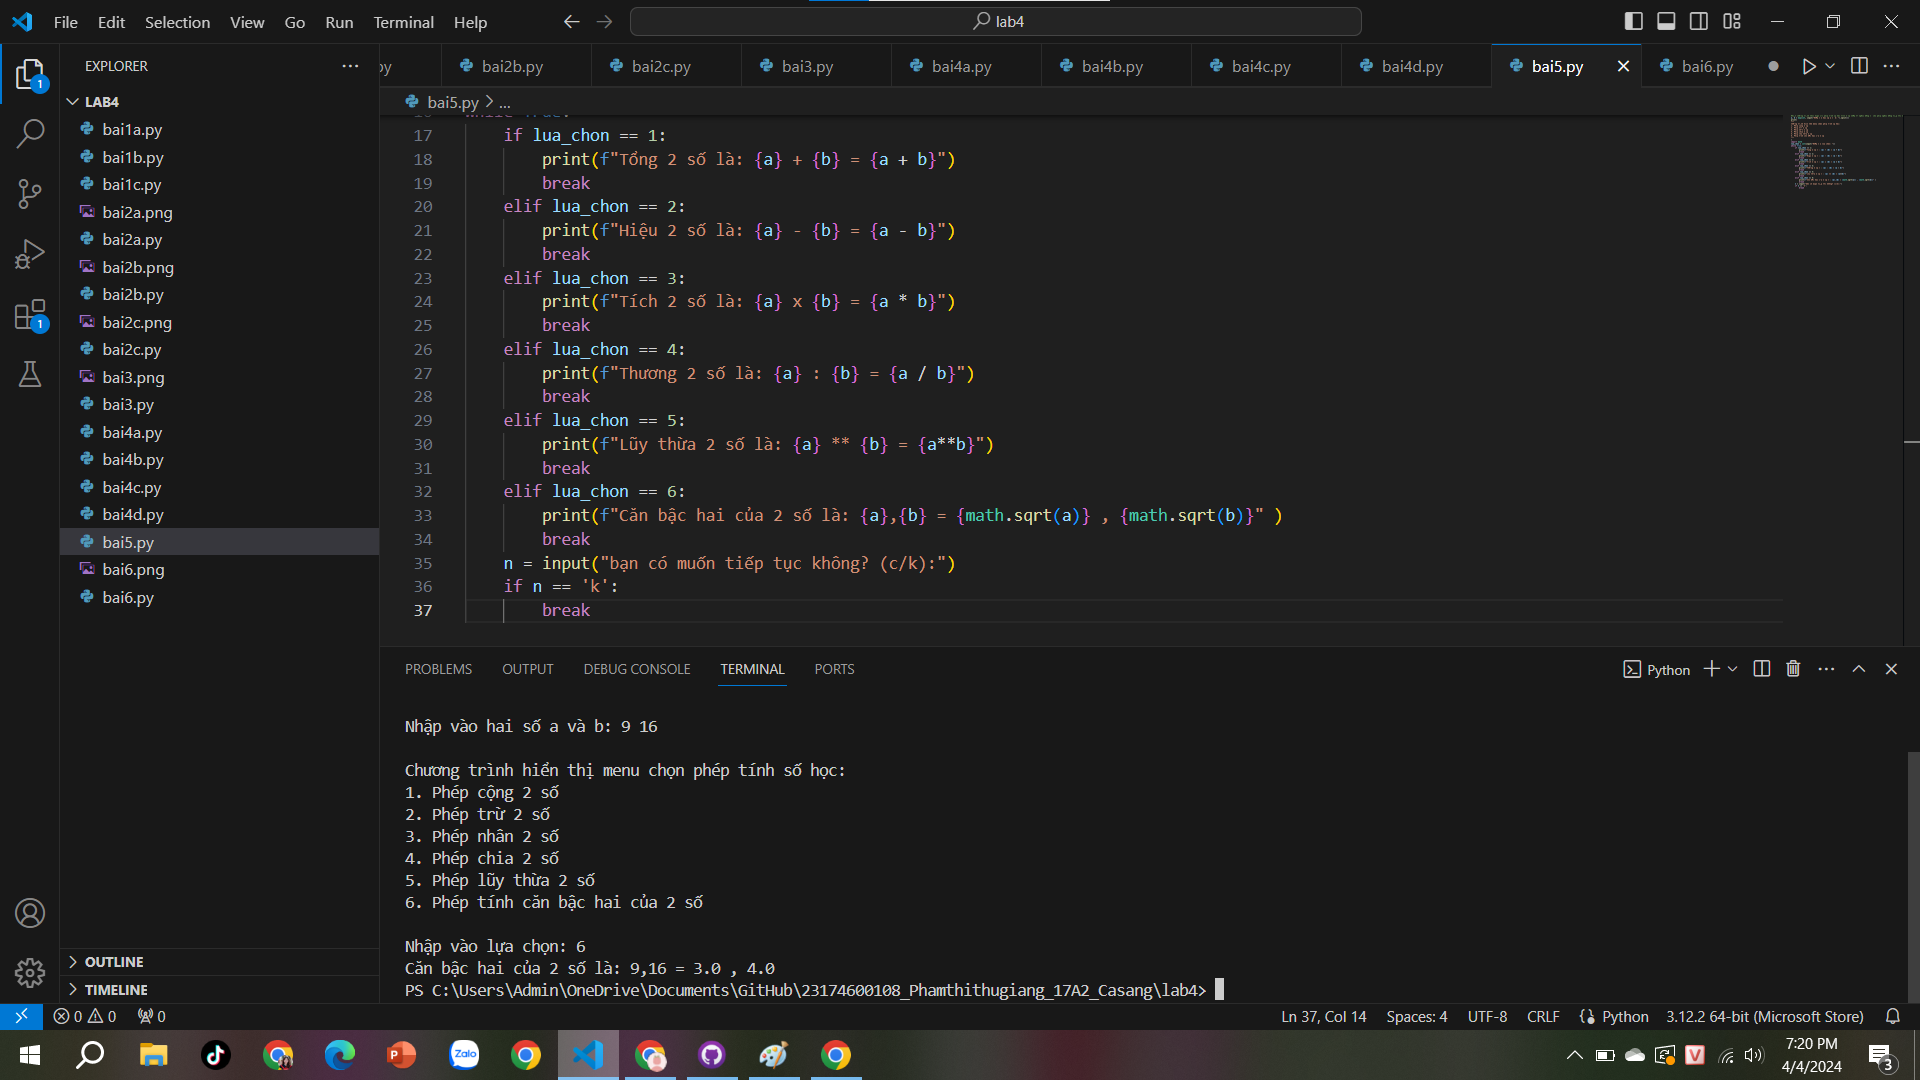 File Edit Selection View Go Run Terminal Help
lab4
EXPLORER
LAB4
bai1a.py
bai1b.py
bai1c.py
bai2a.png
bai2a.py
bai2b.png
bai2b.py
bai2c.png
bai2c.py
bai3.png
bai3.py
bai4a.py
bai4b.py
bai4c.py
bai4d.py
bai5.py
bai6.png
bai6.py
OUTLINE
TIMELINE
1
1
py bai2b.py bai2c.py bai3.py bai4a.py bai4b.py bai4c.py bai4d.py bai5.py bai6.py
bai5.py > ...
17 if lua_chon == 1:
18 print(f"Tổng 2 số là: {a} + {b} = {a + b}")
19 break
20 elif lua_chon == 2:
21 print(f"Hiệu 2 số là: {a} - {b} = {a - b}")
22 break
23 elif lua_chon == 3:
24 print(f"Tích 2 số là: {a} x {b} = {a * b}")
25 break
26 elif lua_chon == 4:
27 print(f"Thương 2 số là: {a} : {b} = {a / b}")
28 break
29 elif lua_chon == 5:
30 print(f"Lũy thừa 2 số là: {a} ** {b} = {a**b}")
31 break
32 elif lua_chon == 6:
33 print(f"Căn bậc hai của 2 số là: {a},{b} = {math.sqrt(a)} , {math.sqrt(b)}" )
34 break
35 n = input("bạn có muốn tiếp tục không? (c/k):")
36 if n == 'k':
37 break
PROBLEMS OUTPUT DEBUG CONSOLE TERMINAL PORTS
Python
Nhập vào hai số a và b: 9 16
Chương trình hiển thị menu chọn phép tính số học:
1. Phép cộng 2 số
2. Phép trừ 2 số
3. Phép nhân 2 số
4. Phép chia 2 số
5. Phép lũy thừa 2 số
6. Phép tính căn bậc hai của 2 số
Nhập vào lựa chọn: 6
Căn bậc hai của 2 số là: 9,16 = 3.0 , 4.0
PS C:\Users\Admin\OneDrive\Documents\GitHub\23174600108_Phamthithugiang_17A2_Casang\lab4>
0 0 0
Ln 37, Col 14 Spaces: 4 UTF-8 CRLF Python 3.12.2 64-bit (Microsoft Store)
Zalo
V
7:20 PM
4/4/2024
3